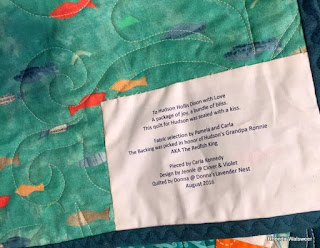 To Hudson Hollis Dixon with Love
A package of joy, a bundle of bliss.
This quilt for Hudson was sealed with a kiss.
Fabric selection by Pamela and Carla
The Backing was picked in honor of Hudson's Grandpa Ronnie
AKA The Redfish King
Pieced by Carla Kennedy
Design by Jennie @ Clover & Violet
Quilted by Donna @ Donna's Lavender Nest
August 2016